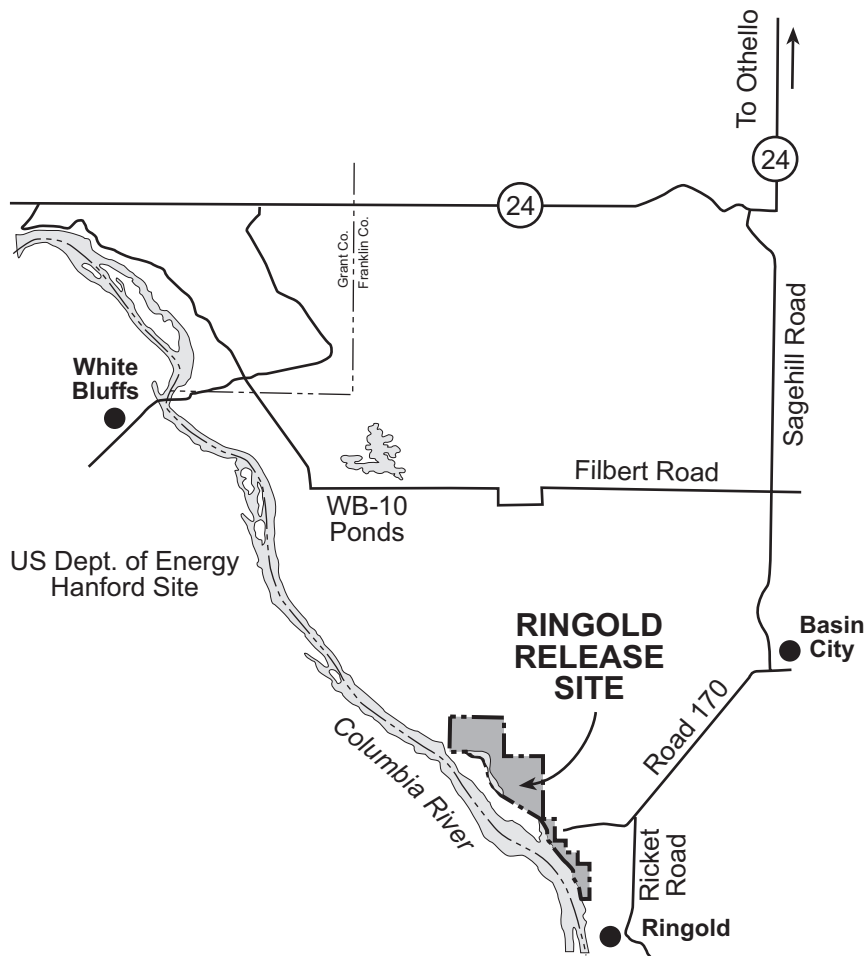 To Othello
24
24
Grant Co.
Franklin Co.
White
Bluffs
Sagehill Road
Filbert Road
WB-10
Ponds
US Dept. of Energy
Hanford Site
RINGOLD
RELEASE
SITE
Basin
City
Road 170
Columbia River
Ricket
Road
Ringold